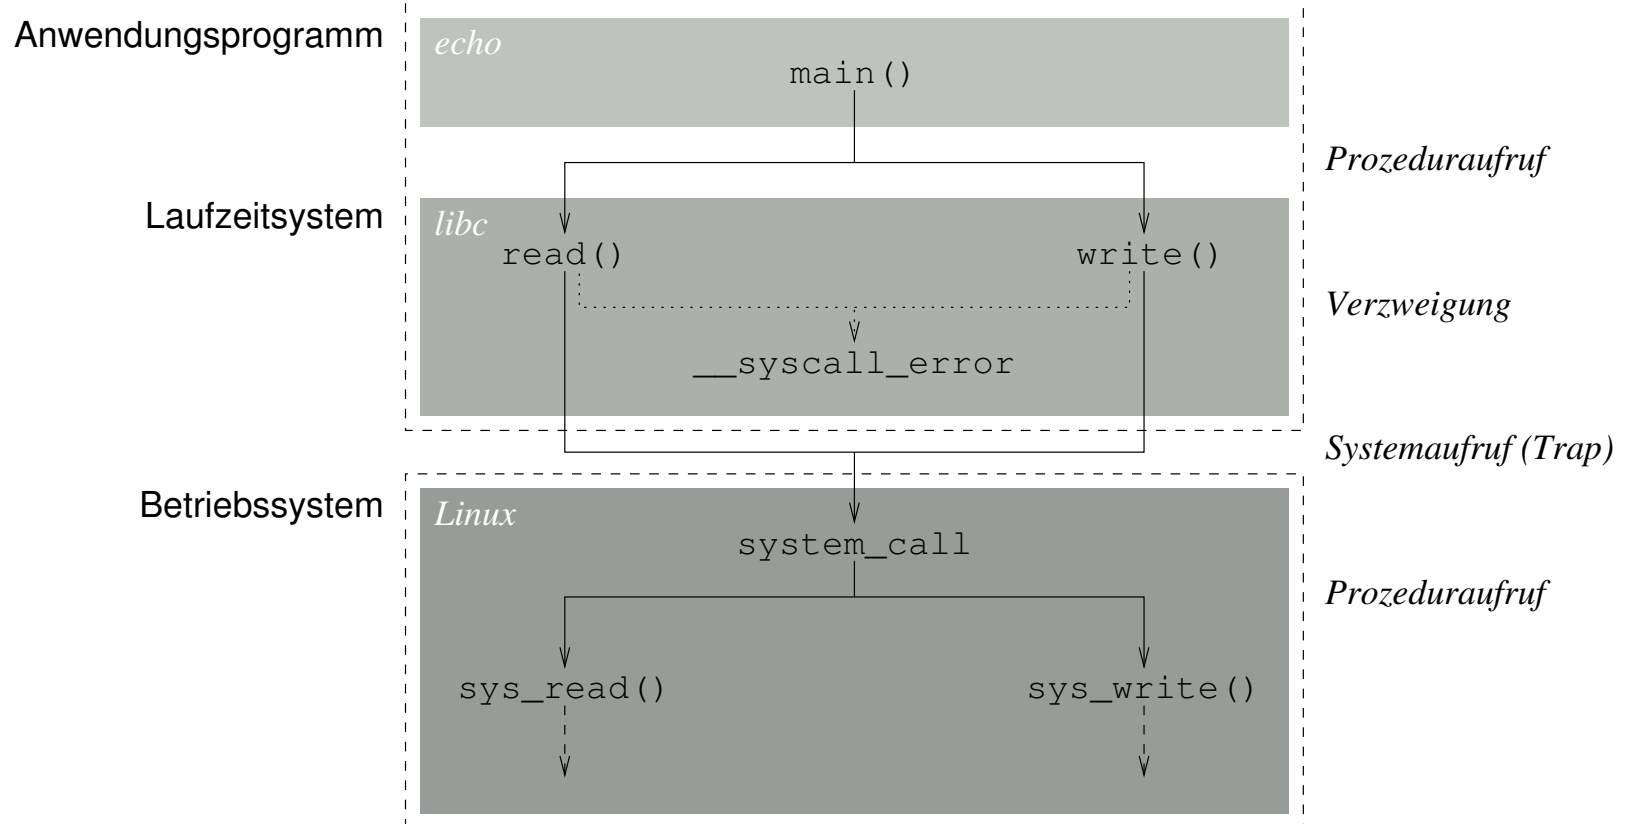 Anwendungsprogramm
echo
main()
Prozeduraufruf
Laufzeitsystem
libc
read()
write()
Verzweigung
__syscall_error
Systemaufruf (Trap)
Betriebssystem
Linux
system_call
Prozeduraufruf
sys_read()
sys_write()